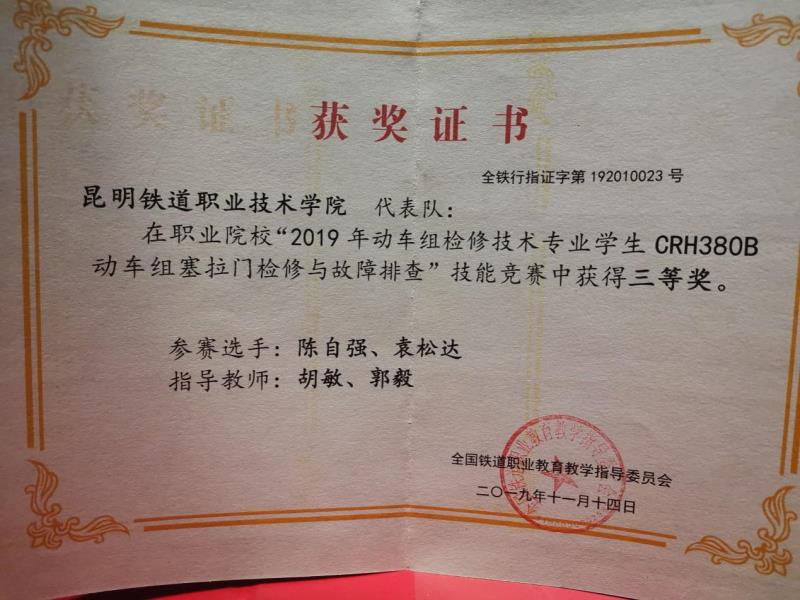 获奖证书
全铁行指证字第 192010023 号
昆明铁道职业技术学院 代表队：
在职业院校“2019 年动车组检修技术专业学生 CRH380B
动车组塞拉门检修与故障排查”技能竞赛中获得三等奖。
参赛选手：陈自强、袁松达
指导教师：胡敏、郭毅
全国铁道职业教育教学指导委员会
二〇一九年十一月十四日